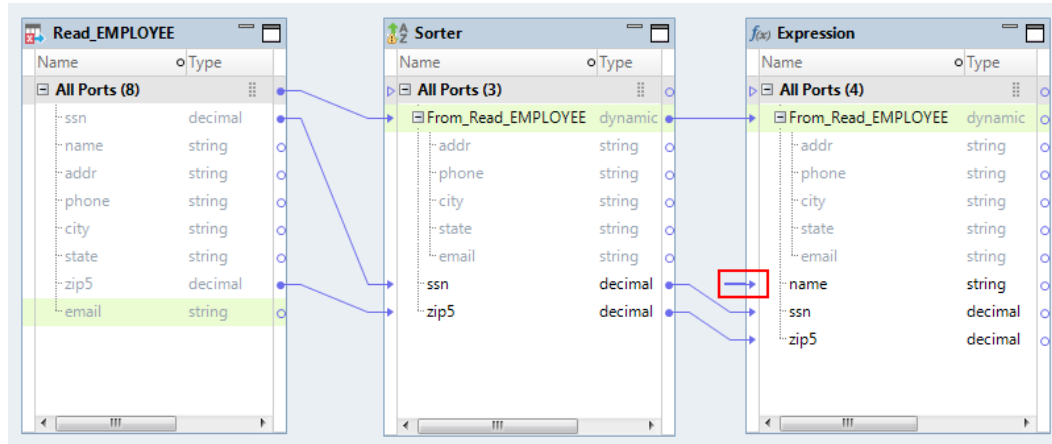 Read_EMPLOYEE
Name Type
All Ports (8)
ssn decimal
name string
addr string
phone string
city string
state string
zip5 decimal
email string
Sorter
Name Type
All Ports (3)
From_Read_EMPLOYEE dynamic
addr string
phone string
city string
state string
email string
ssn decimal
zip5 decimal
f(x) Expression
Name Type
All Ports (4)
From_Read_EMPLOYEE dynamic
addr string
phone string
city string
state string
email string
name string
ssn decimal
zip5 decimal